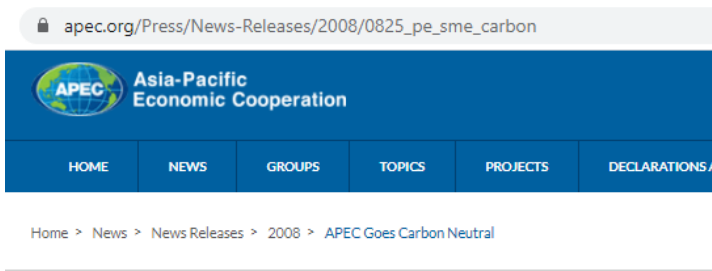 apec.org/Press/News-Releases/2008/0825_pe_sme_carbon
APEC
Asia-Pacific
Economic Cooperation
HOME NEWS GROUPS TOPICS PROJECTS DECLARATIONS
Home > News > News Releases > 2008 > APEC Goes Carbon Neutral